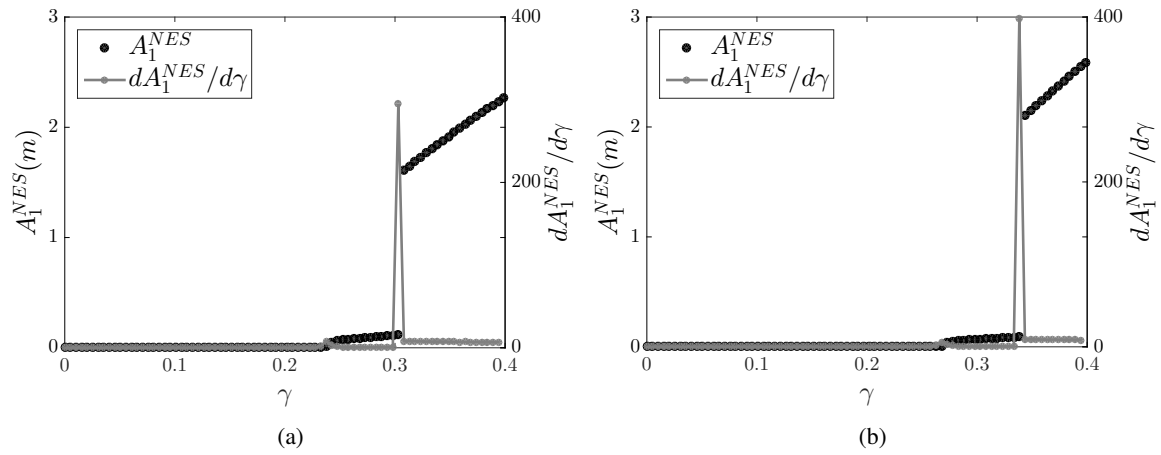 3
2
1
0
A_1^{NES}(m)
A_1^{NES}
dA_1^{NES}/dγ
400
200
0
dA_1^{NES}/dγ
0 0.1 0.2 0.3 0.4
γ
(a)
3
2
1
0
A_1^{NES}(m)
A_1^{NES}
dA_1^{NES}/dγ
400
200
0
dA_1^{NES}/dγ
0 0.1 0.2 0.3 0.4
γ
(b)